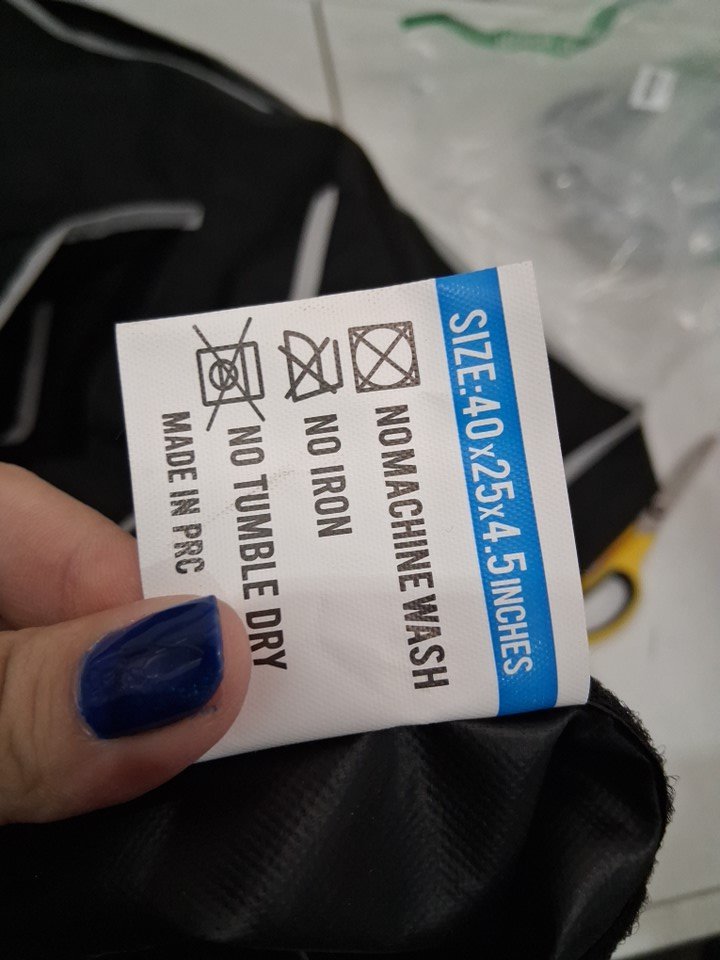 SIZE:40x25x4.5INCHES
NO MACHINE WASH
NO IRON
NO TUMBLE DRY
MADE IN PRC